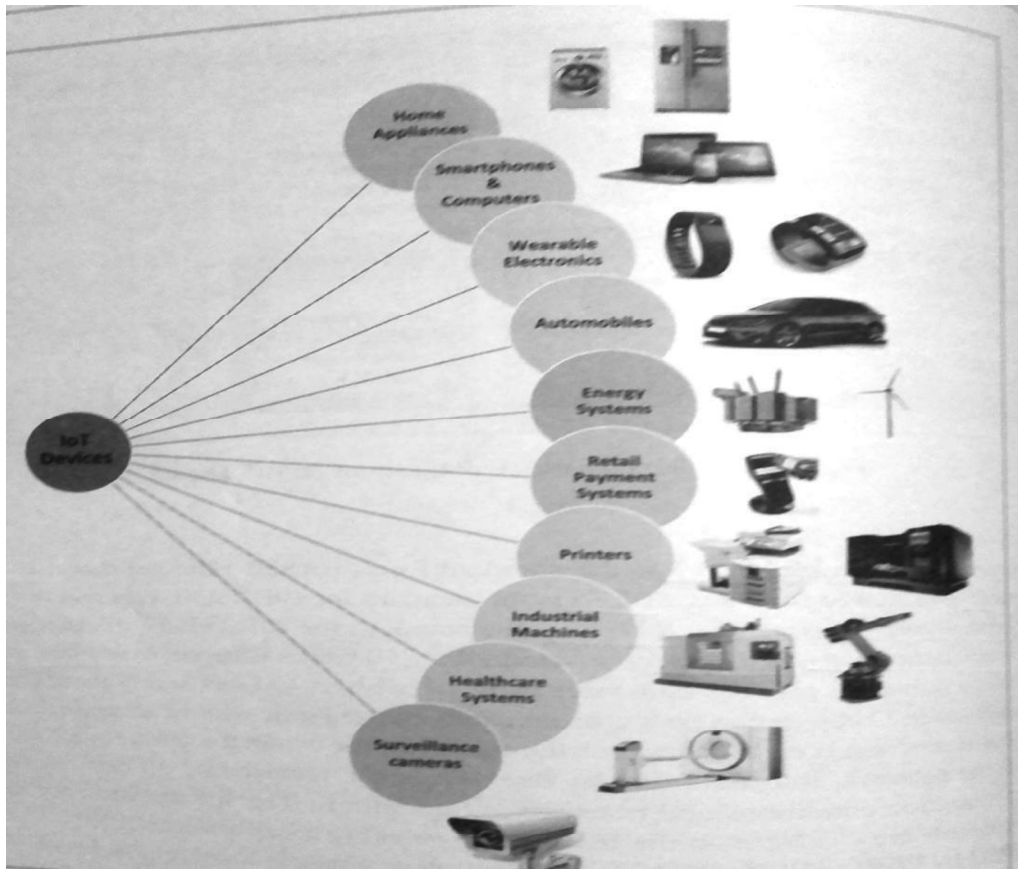 Home
Appliances
Smartphones
&
Computers
Wearable
Electronics
Automobiles
Energy
Systems
IoT
Devices
Retail
Payment
Systems
Printers
Industrial
Machines
Healthcare
Systems
Surveillance
cameras